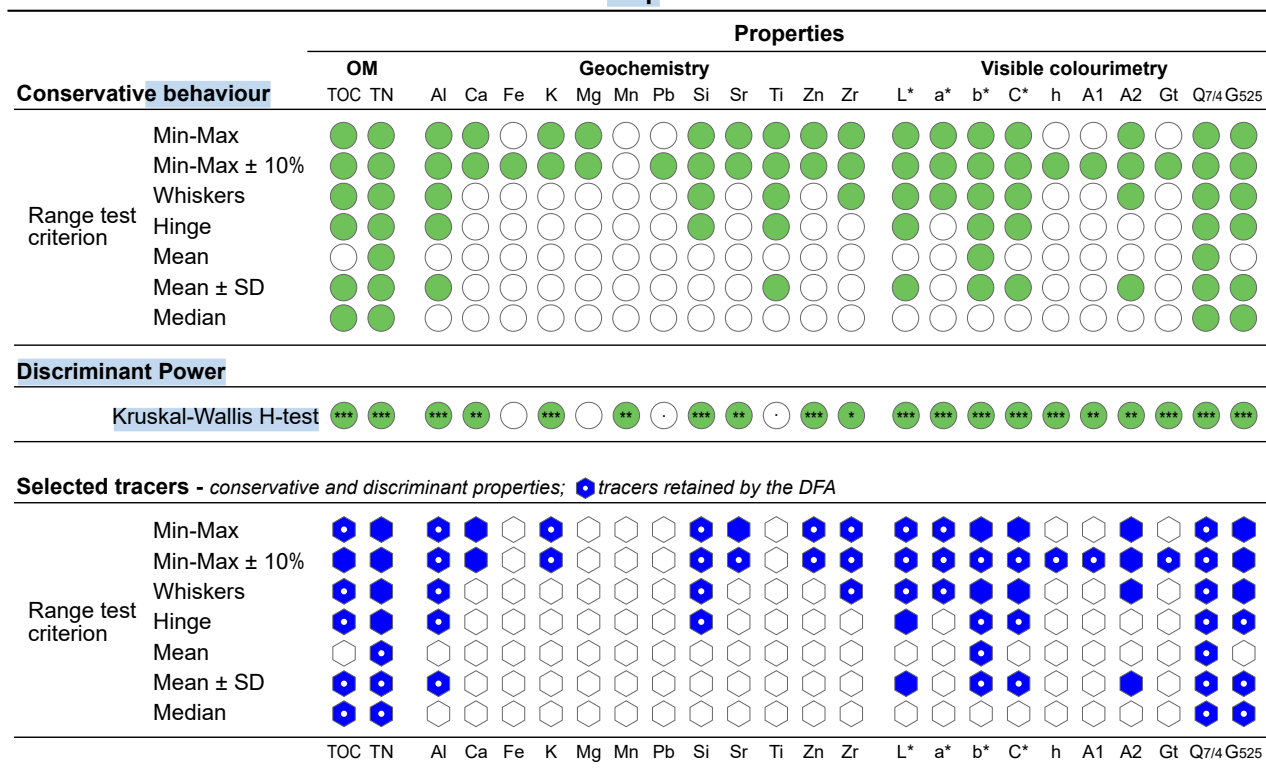 Properties
OM Geochemistry Visible colourimetry
Conservative behaviour TOC TN Al Ca Fe K Mg Mn Pb Si Sr Ti Zn Zr L* a* b* C* h A1 A2 Gt Q7/4 G525
Min-Max
Min-Max ± 10%
Whiskers
Range test criterion
Hinge
Mean
Mean ± SD
Median
Discriminant Power
Kruskal-Wallis H-test *** *** *** ** *** ** . *** ** . *** * *** *** *** *** *** ** ** *** *** ***
Selected tracers - conservative and discriminant properties; tracers retained by the DFA
Min-Max
Min-Max ± 10%
Whiskers
Range test criterion
Hinge
Mean
Mean ± SD
Median
TOC TN Al Ca Fe K Mg Mn Pb Si Sr Ti Zn Zr L* a* b* C* h A1 A2 Gt Q7/4 G525